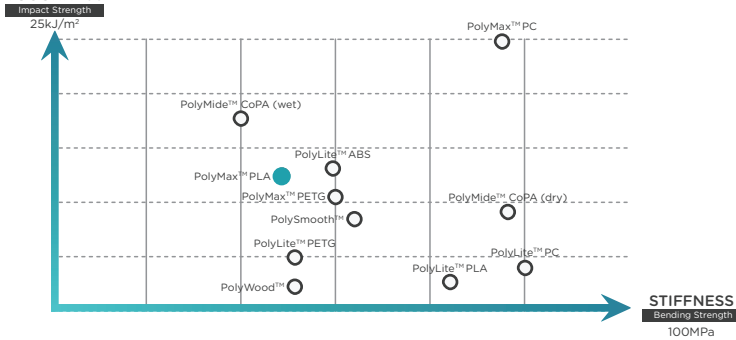 Impact Strength
25kJ/m²
PolyMax™ PC
PolyMide™ CoPA (wet)
PolyLite™ ABS
PolyMax™ PLA
PolyMax™ PETG
PolyMide™ CoPA (dry)
PolySmooth™
PolyLite™ PETG
PolyLite™ PC
PolyLite™ PLA
PolyWood™
STIFFNESS
Bending Strength
100MPa